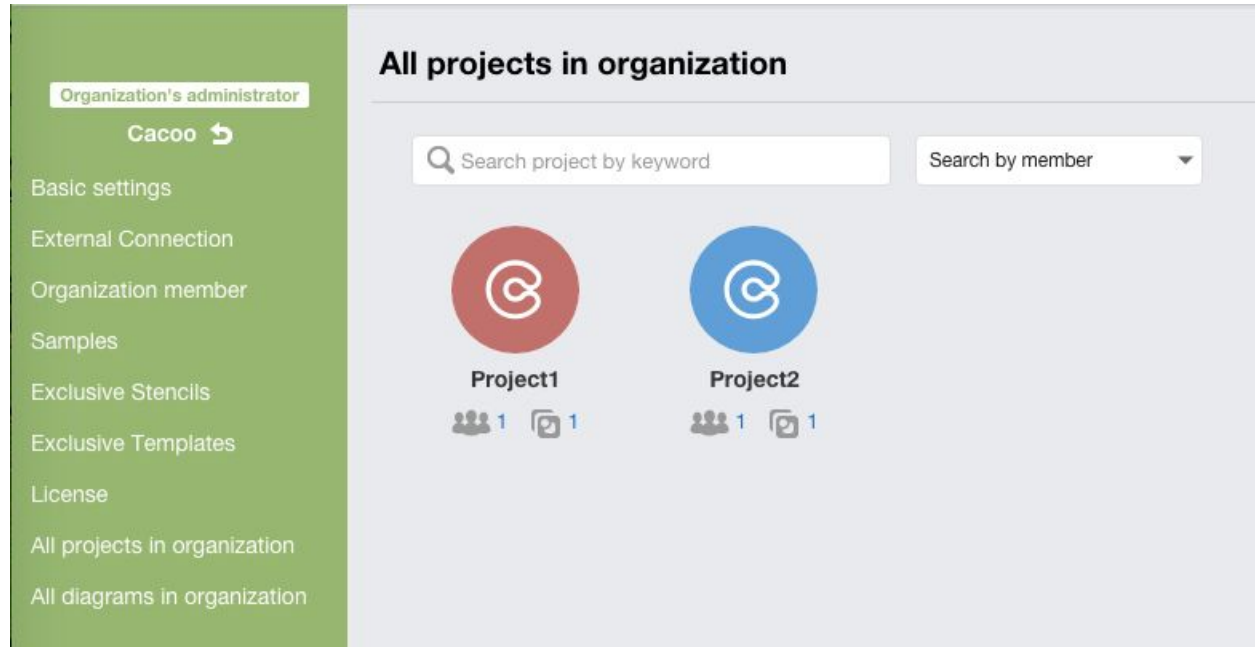 Organization's administrator
Cacoo
Basic settings
External Connection
Organization member
Samples
Exclusive Stencils
Exclusive Templates
License
All projects in organization
All diagrams in organization
All projects in organization
Search project by keyword
Search by member
Project1
1 1
Project2
1 1